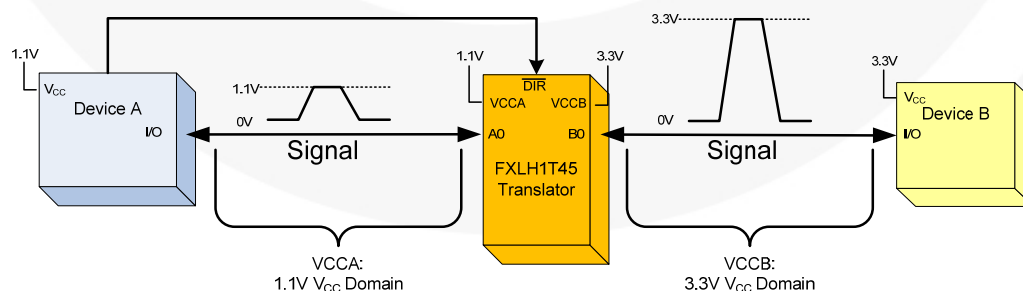 3.3V
1.1V
1.1V
3.3V
3.3V
VCC
Device A
I/O
1.1V
0V
Signal
DIR
VCCA
VCCB
A0
B0
FXLH1T45
Translator
0V
Signal
VCC
Device B
I/O
VCCA:
1.1V VCC Domain
VCCB:
3.3V VCC Domain